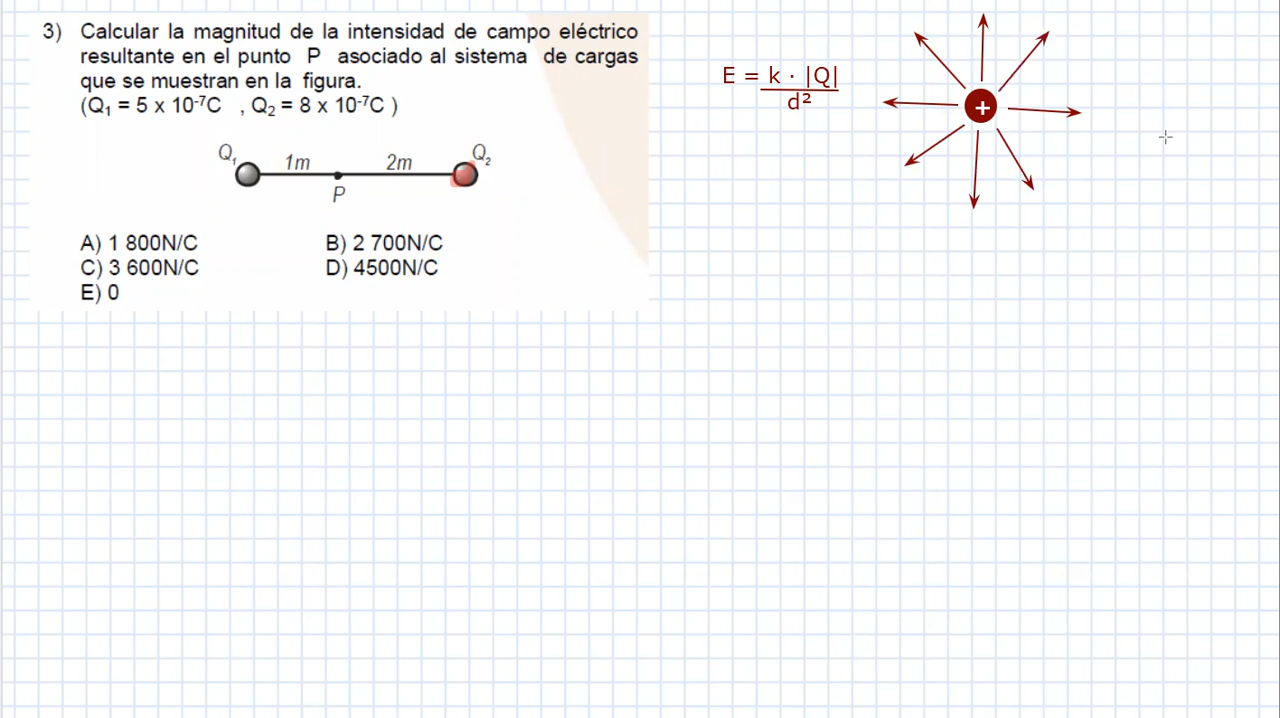 3) Calcular la magnitud de la intensidad de campo eléctrico
resultante en el punto P asociado al sistema de cargas
que se muestran en la figura.
(Q₁ = 5 x 10⁻⁷C , Q₂ = 8 x 10⁻⁷C )
Q₁ 1m 2m Q₂
P
A) 1 800N/C B) 2 700N/C
C) 3 600N/C D) 4500N/C
E) 0
E = k · |Q|
d²
+